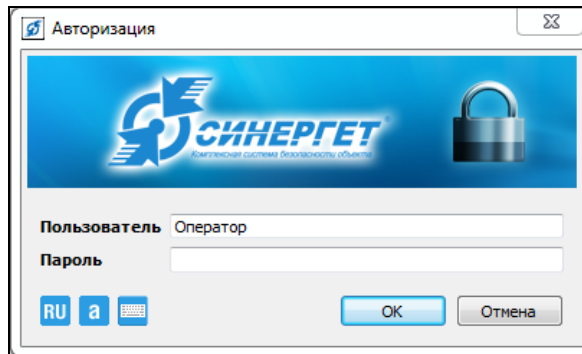 Авторизация
СИНЕРГЕТ®
Комплексная система безопасности объекта
Пользователь Оператор
Пароль
RU a OK Отмена